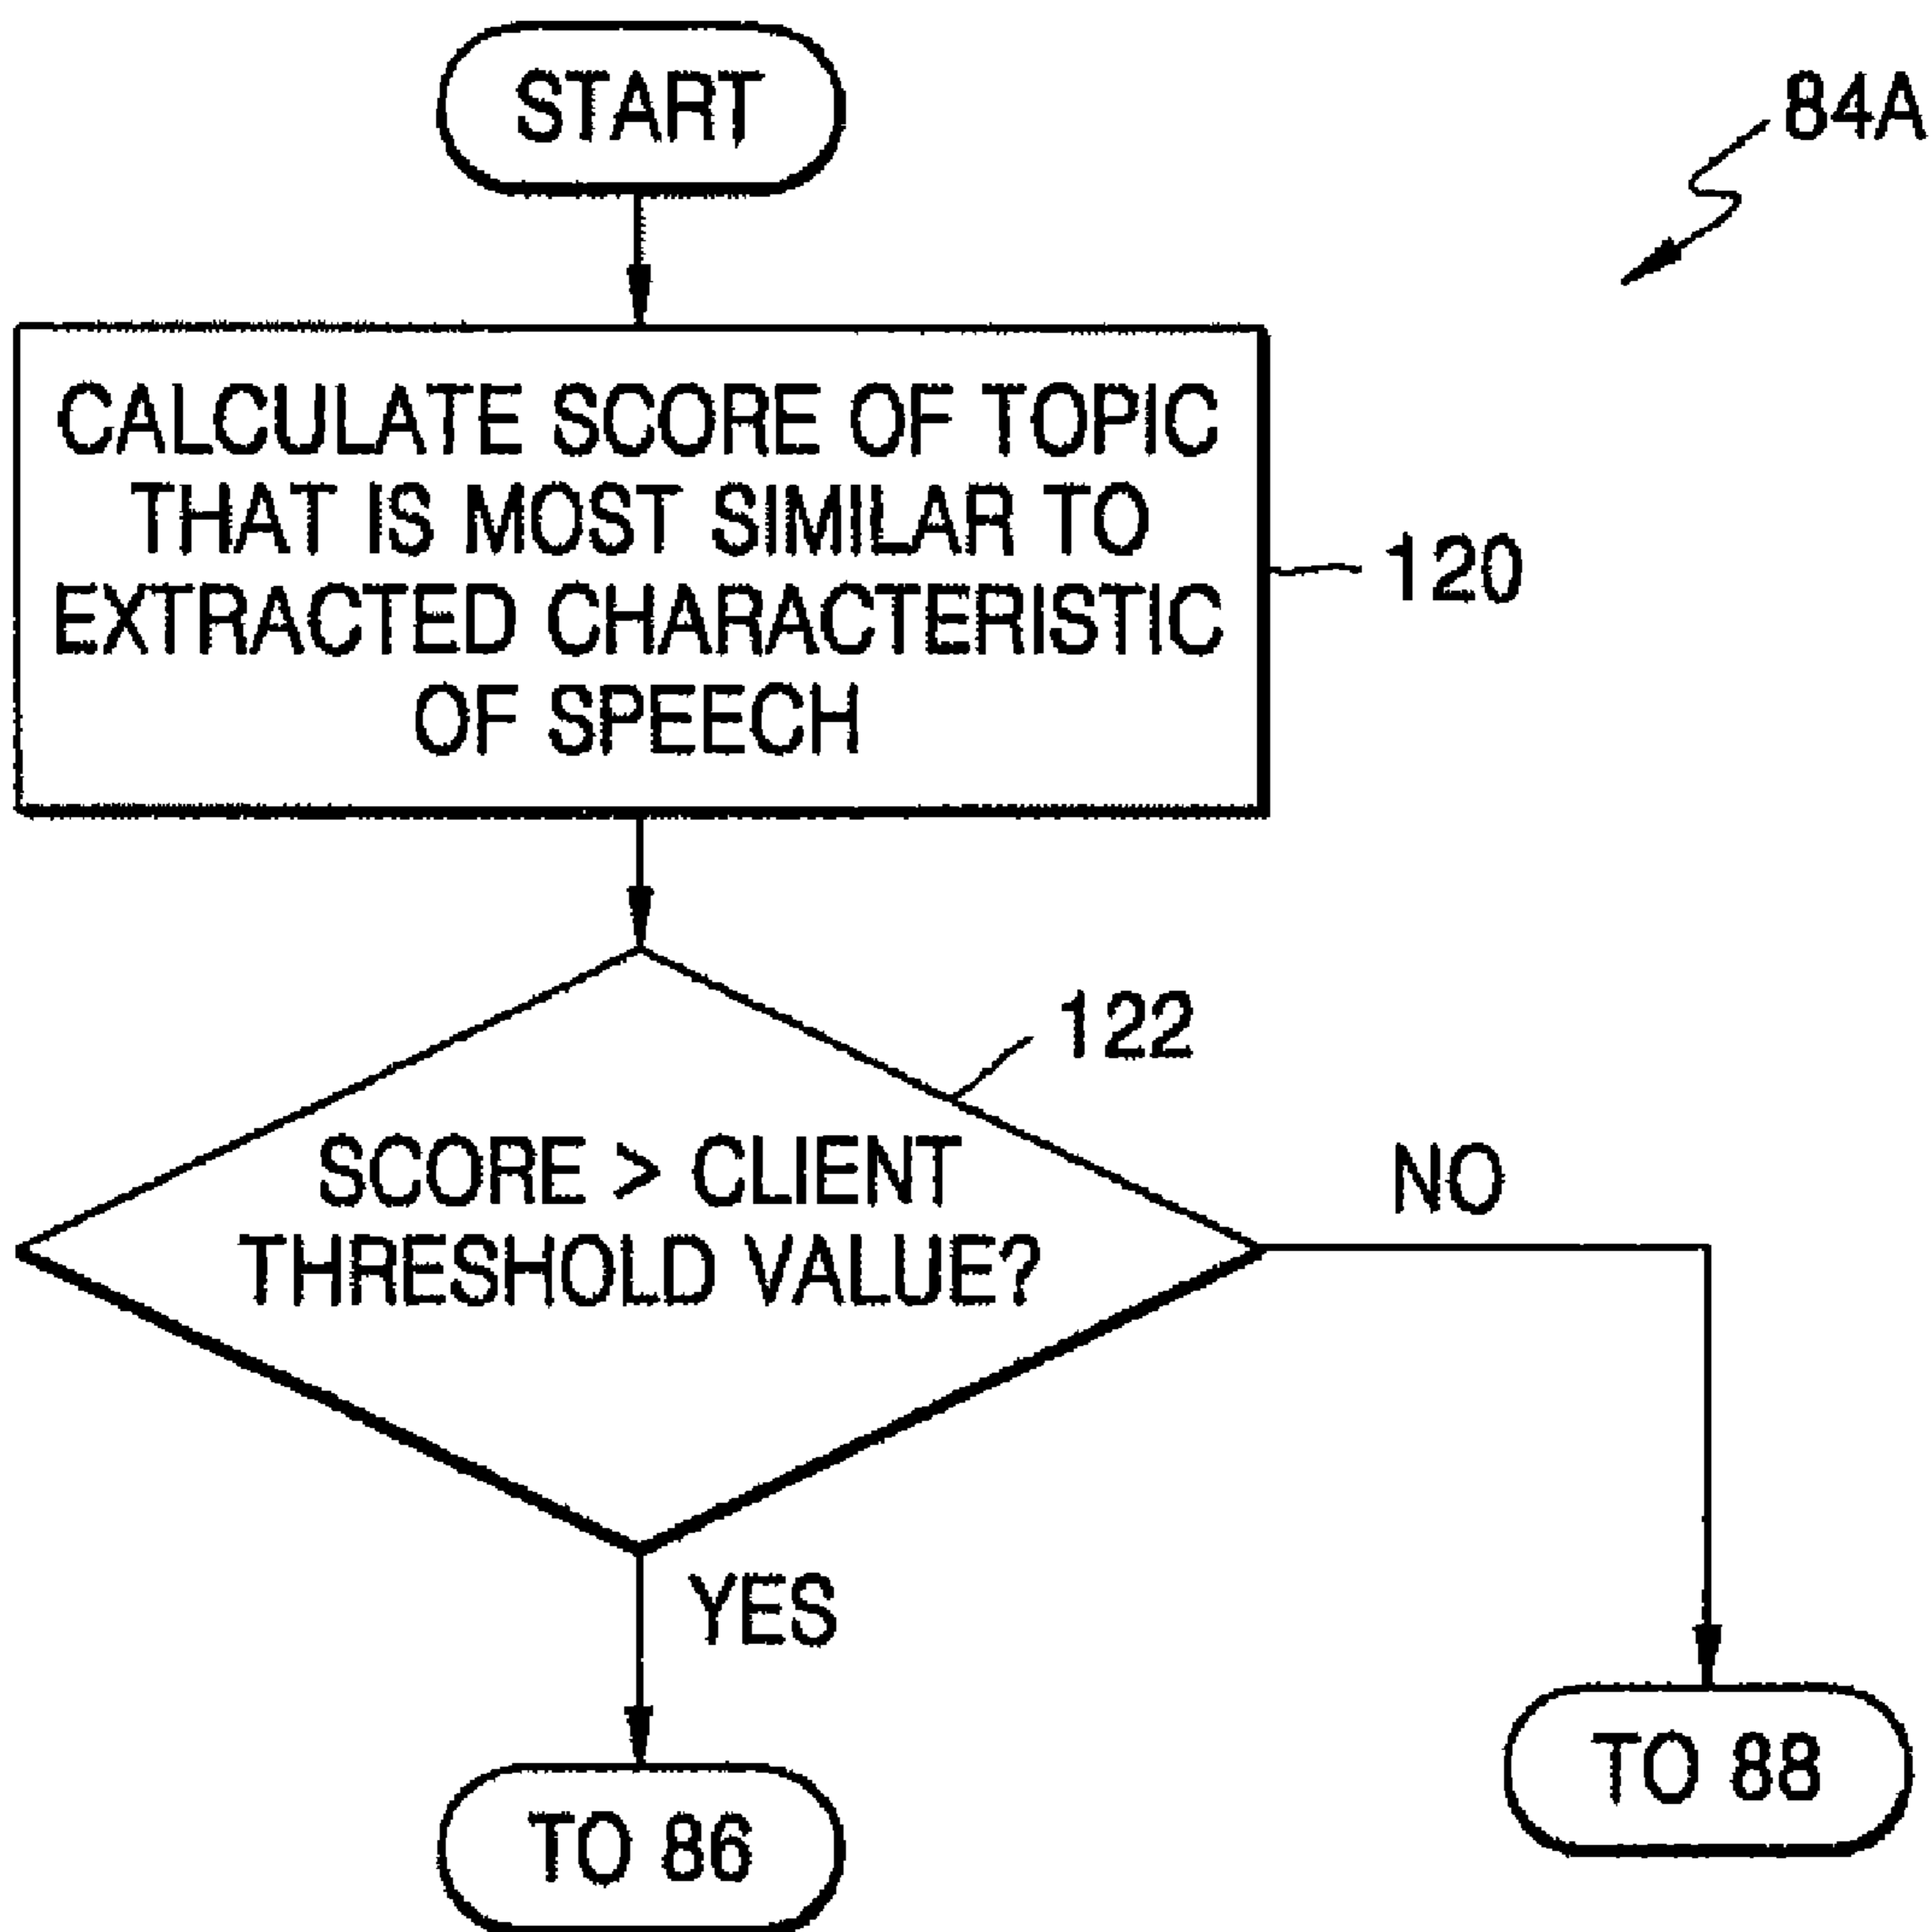 START
84A
CALCULATE SCORE OF TOPIC
THAT IS MOST SIMILAR TO
EXTRACTED CHARACTERISTIC
OF SPEECH
120
122
SCORE > CLIENT
THRESHOLD VALUE?
NO
YES
TO 88
TO 86